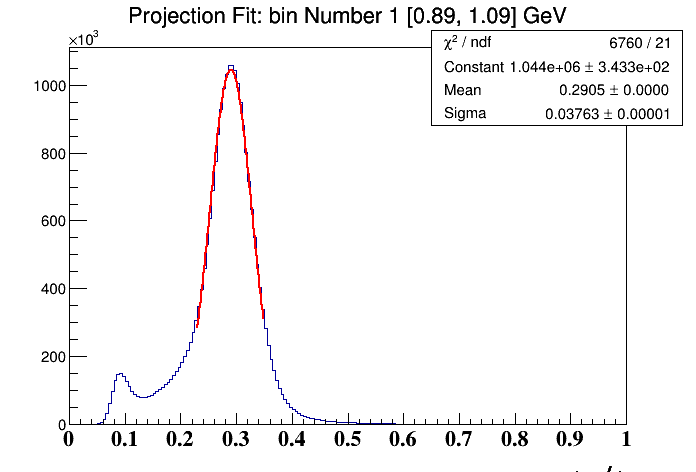 Projection Fit: bin Number 1 [0.89, 1.09] GeV
×10³
χ² / ndf 6760 / 21
Constant 1.044e+06 ± 3.433e+02
Mean 0.2905 ± 0.0000
Sigma 0.03763 ± 0.00001
1000
800
600
400
200
0
0 0.1 0.2 0.3 0.4 0.5 0.6 0.7 0.8 0.9 1